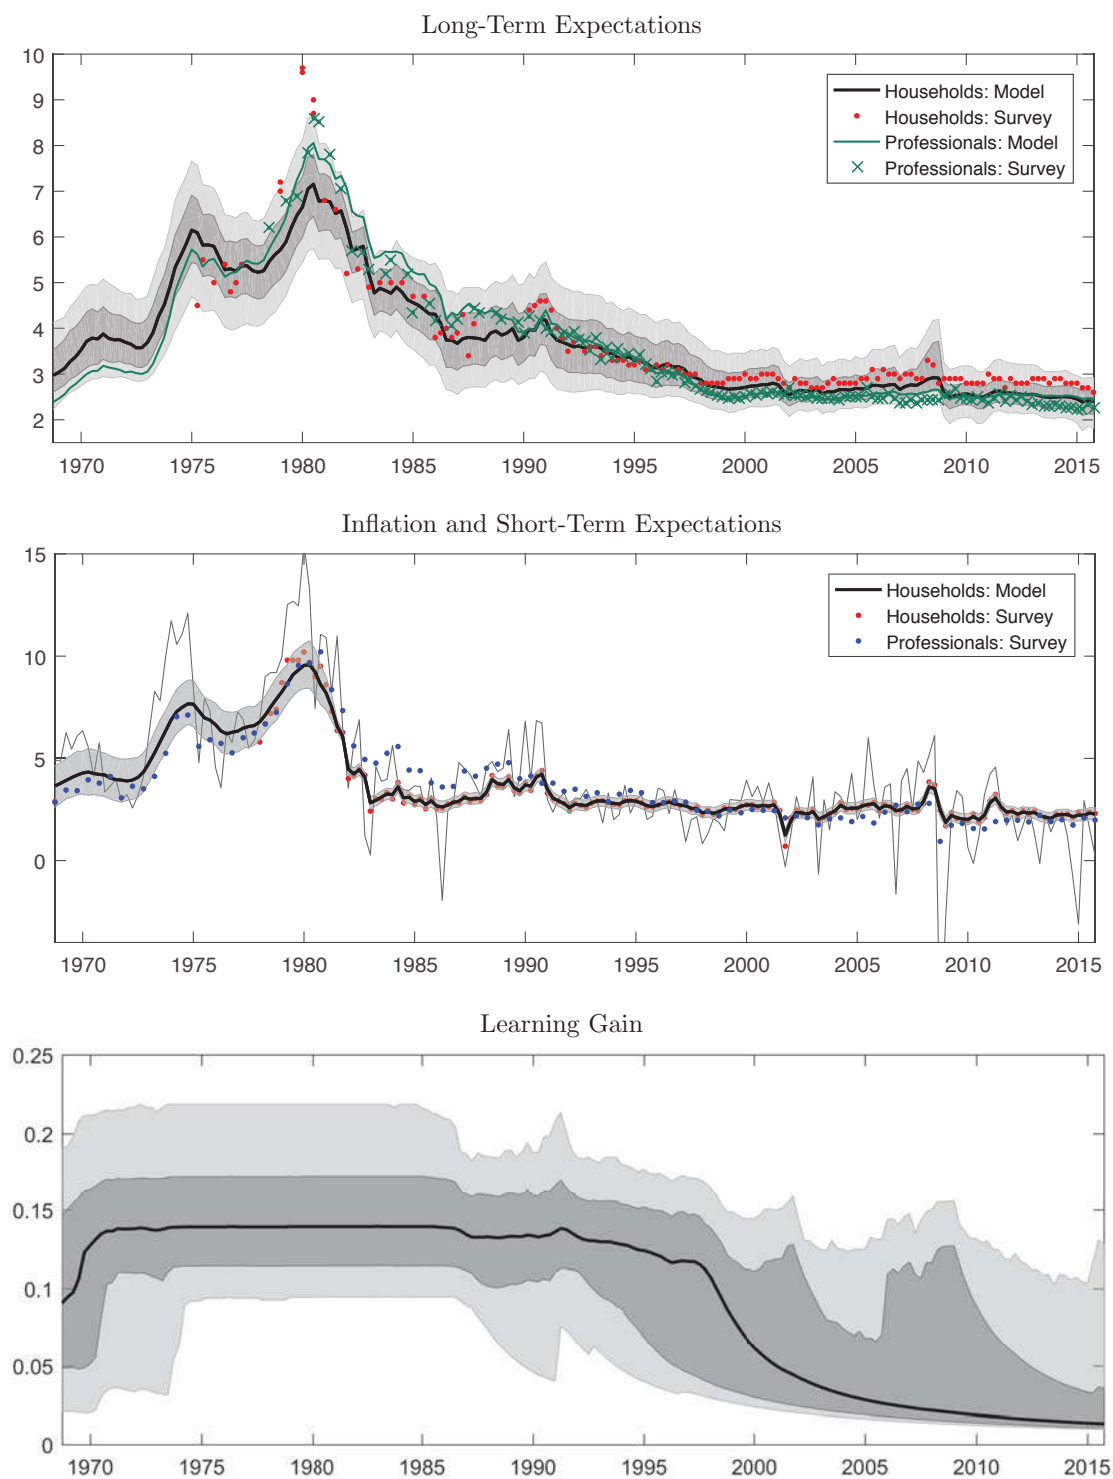 Long-Term Expectations
10
9
8
7
6
5
4
3
2
Households: Model
Households: Survey
Professionals: Model
Professionals: Survey
1970 1975 1980 1985 1990 1995 2000 2005 2010 2015
Inflation and Short-Term Expectations
15
10
5
0
Households: Model
Households: Survey
Professionals: Survey
1970 1975 1980 1985 1990 1995 2000 2005 2010 2015
Learning Gain
0.25
0.2
0.15
0.1
0.05
0
1970 1975 1980 1985 1990 1995 2000 2005 2010 2015